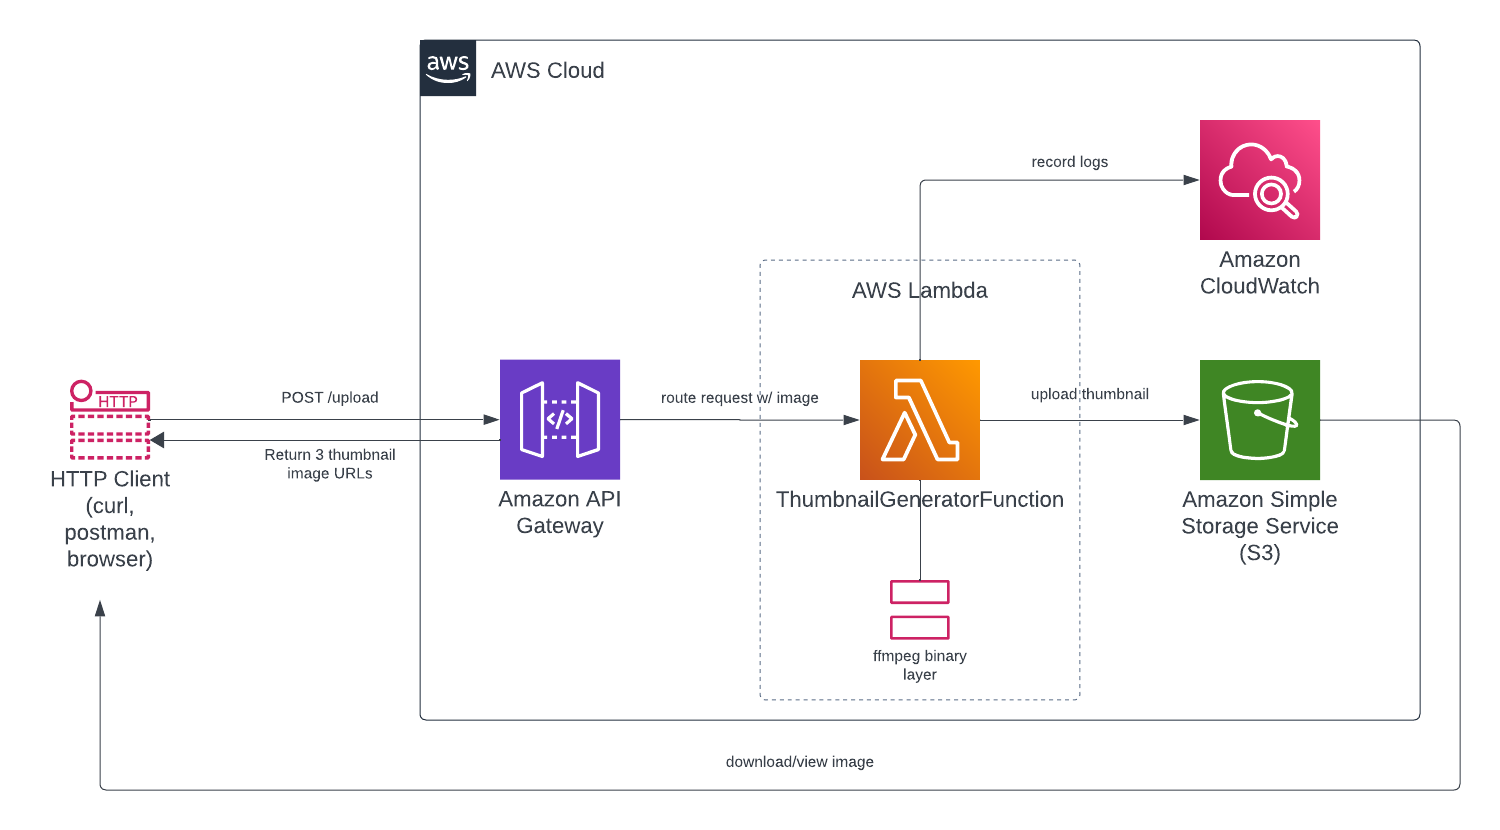 aws
AWS Cloud
record logs
Amazon
CloudWatch
AWS Lambda
HTTP
POST /upload
route request w/ image
upload thumbnail
Return 3 thumbnail
image URLs
</>
HTTP Client
(curl,
postman,
browser)
Amazon API
Gateway
ThumbnailGeneratorFunction
Amazon Simple
Storage Service
(S3)
ffmpeg binary
layer
download/view image